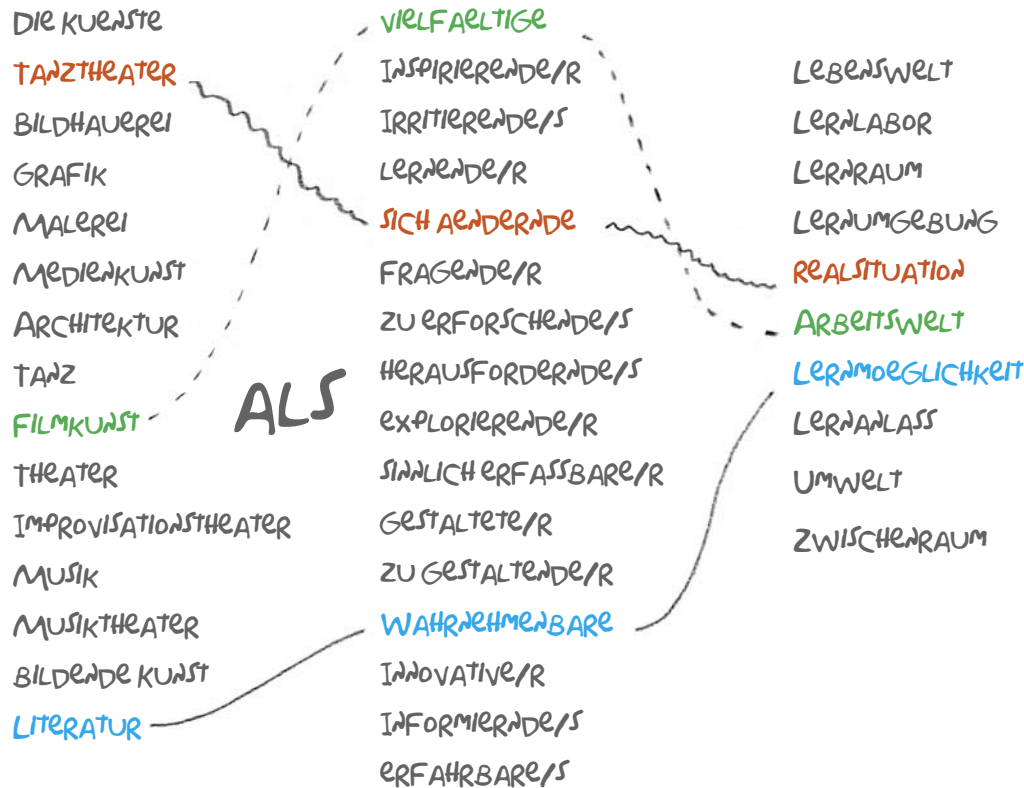 DIE KUENSTE
TANZTHEATER
BILDHAUEREI
GRAFIK
MALEREI
MEDIENKUNST
ARCHITEKTUR
TANZ
FILMKUNST
THEATER
IMPROVISATIONSTHEATER
MUSIK
MUSIKTHEATER
BILDENDE KUNST
LITERATUR
ALS
VIELFAELTIGE
INSPIRIERENDE/R
IRRITIERENDE/S
LERNENDE/R
SICH AENDERNDE
FRAGENDE/R
ZU ERFORSCHENDE/S
HERAUSFORDERNDE/S
EXPLORIERENDE/R
SINNLICH ERFASSBARE/R
GESTALTETE/R
ZU GESTALTENDE/R
WAHRNEHMENBARE
INNOVATIVE/R
INFORMIERNDE/S
ERFAHRBARE/S
LEBENSWELT
LERNLABOR
LERNRAUM
LERNUMGEBUNG
REALSITUATION
ARBEITSWELT
LERNMOEGLICHKEIT
LERNANLASS
UMWELT
ZWISCHENRAUM